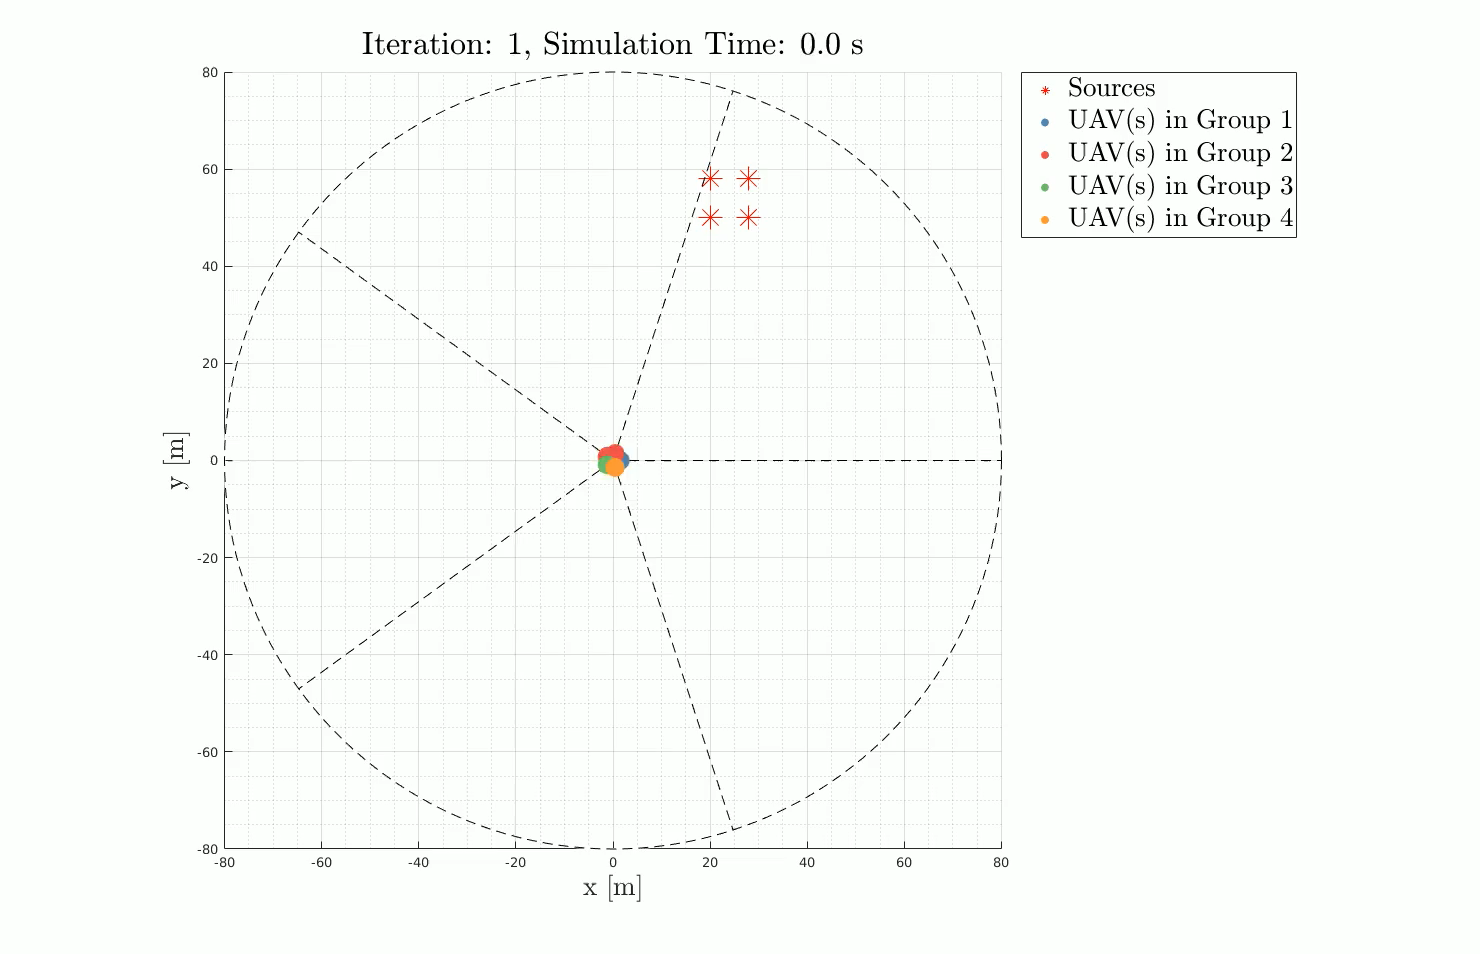 Iteration: 1, Simulation Time: 0.0 s
Sources
UAV(s) in Group 1
UAV(s) in Group 2
UAV(s) in Group 3
UAV(s) in Group 4
80
60
40
20
0
-20
-40
-60
-80
y [m]
-80 -60 -40 -20 0 20 40 60 80
x [m]